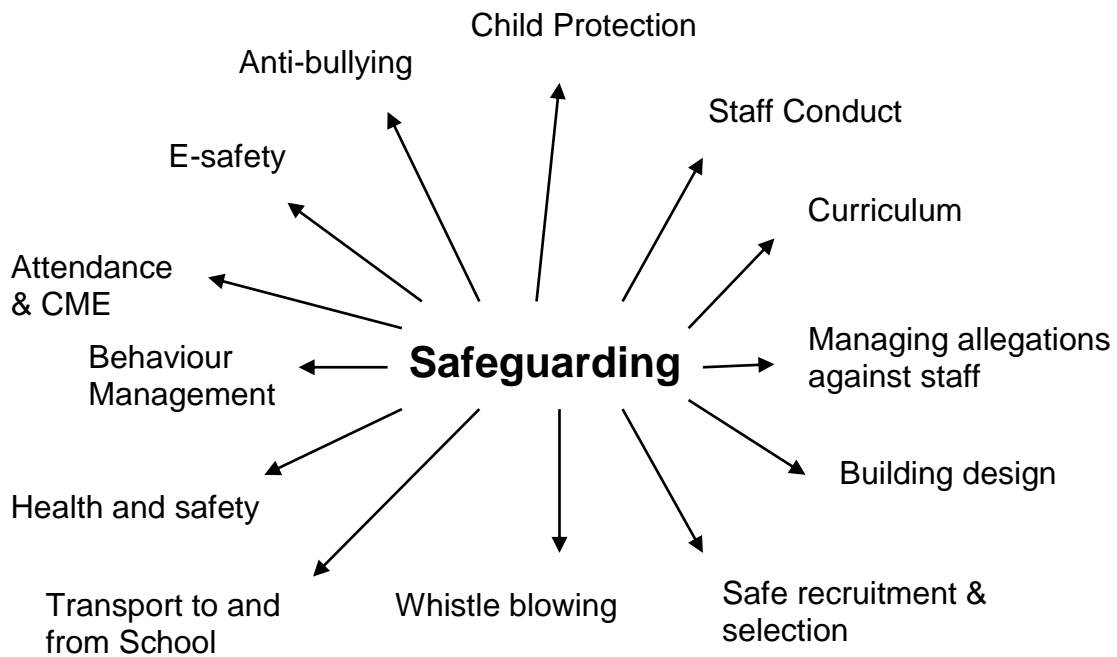 Child Protection
Anti-bullying
Staff Conduct
E-safety
Curriculum
Attendance
& CME
Safeguarding
Behaviour
Management
Managing allegations
against staff
Building design
Health and safety
Transport to and
from School
Whistle blowing
Safe recruitment &
selection